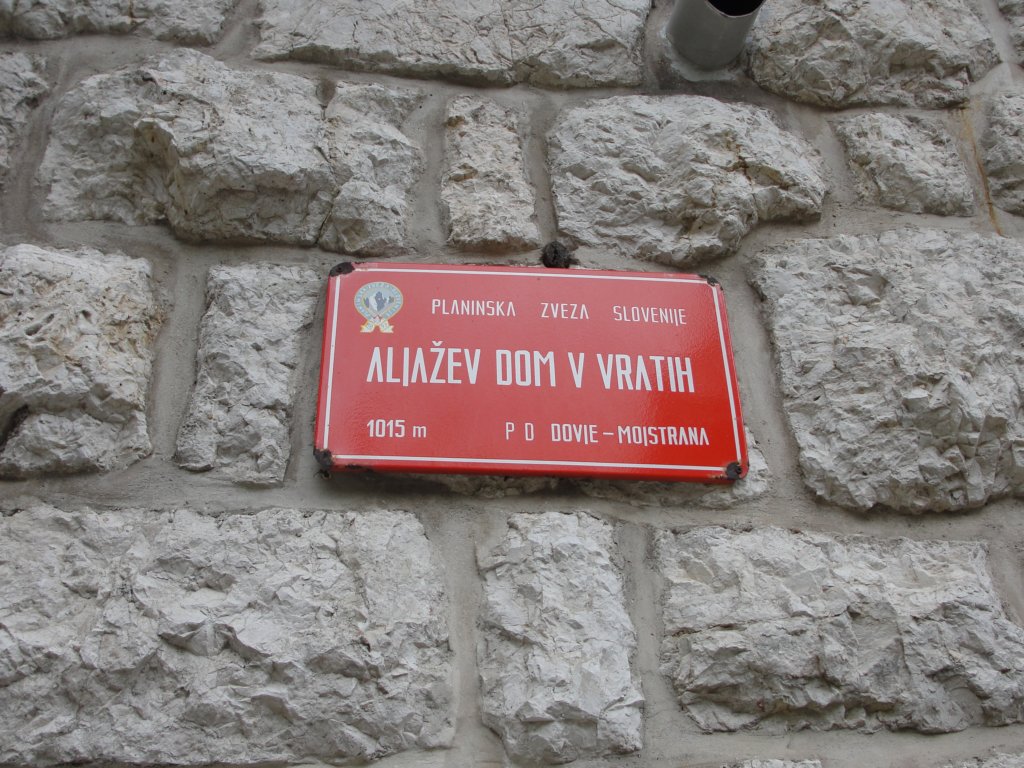 PLANINSKA ZVEZA SLOVENIJE
ALJAŽEV DOM V VRATIH
1015 m P D DOVJE – MOJSTRANA